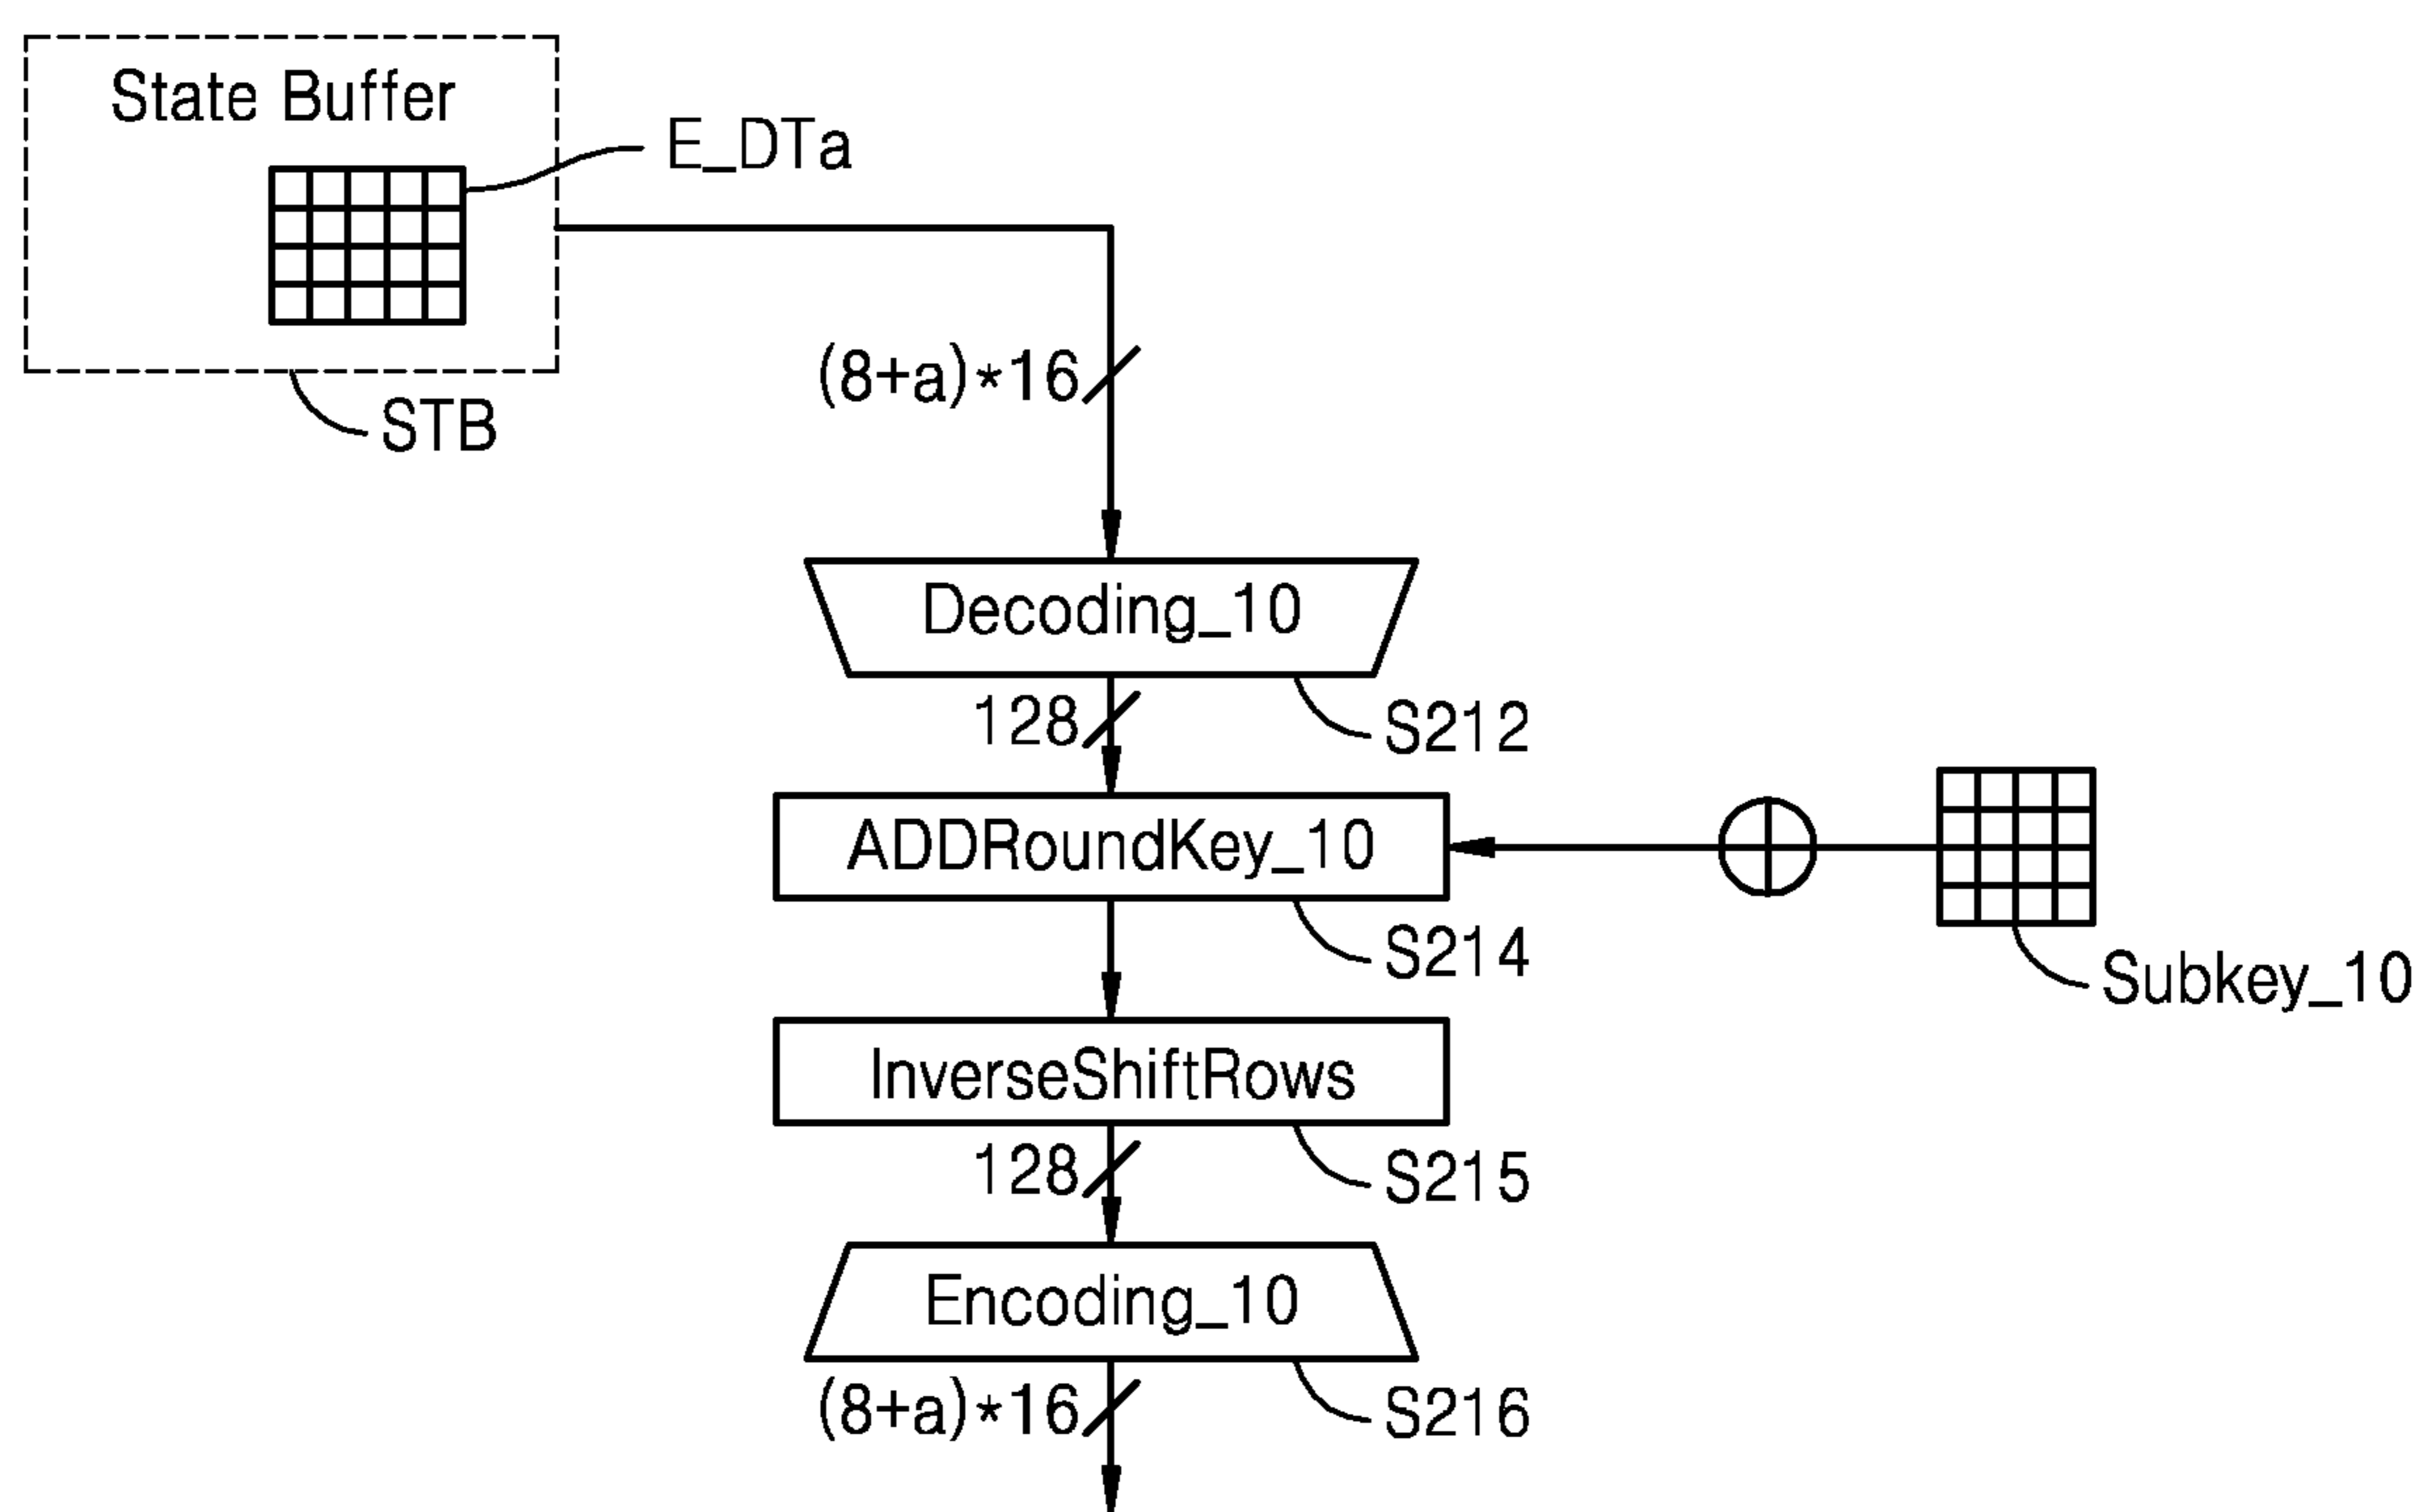 State Buffer
E_DTa
STB
(8+a)*16
Decoding_10
128
S212
ADDRoundKey_10
S214
Subkey_10
InverseShiftRows
128
S215
Encoding_10
(8+a)*16
S216